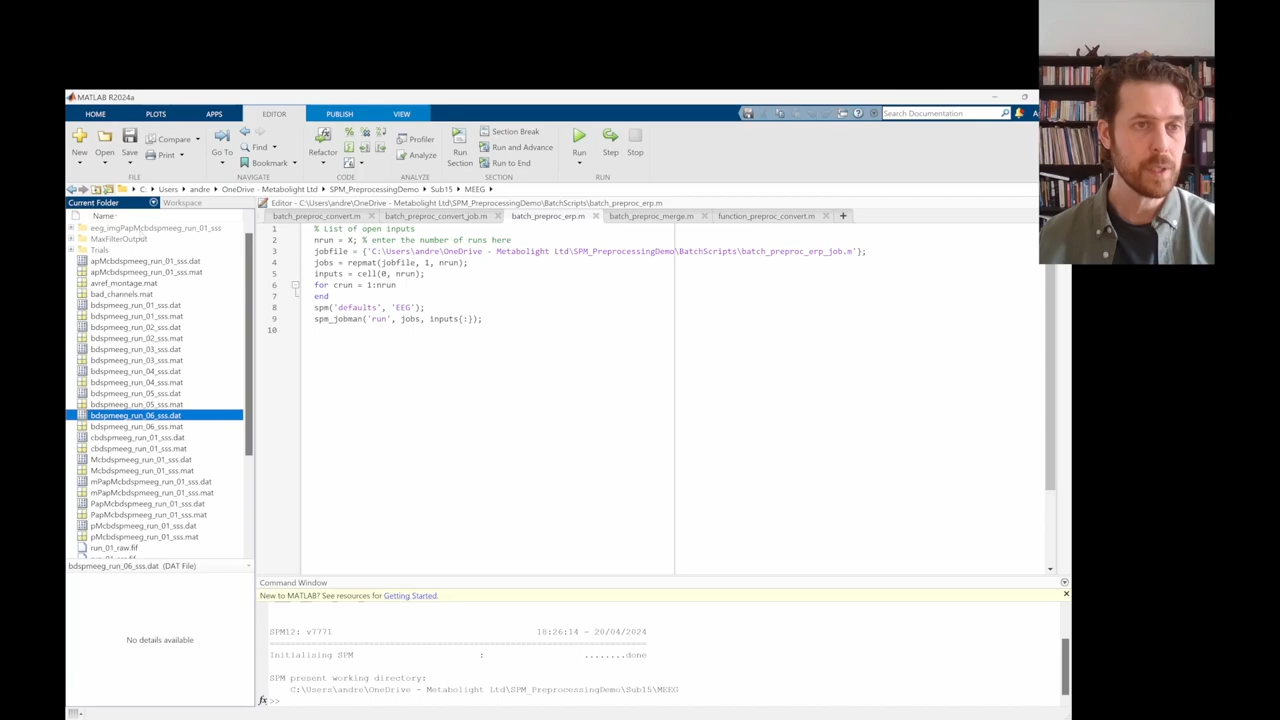 MATLAB R2024a
HOME PLOTS APPS EDITOR PUBLISH VIEW Search Documentation
New Open Save Compare Print Go To Find Bookmark Refactor Profiler Analyze Run Section Section Break Run and Advance Run to End Run Step Stop
FILE NAVIGATE CODE ANALYZE SECTION RUN
C: Users andre OneDrive - Metabolight Ltd SPM_PreprocessingDemo Sub15 MEEG
Current Folder Workspace
Editor - C:\Users\andre\OneDrive - Metabolight Ltd\SPM_PreprocessingDemo\BatchScripts\batch_preproc_erp.m
Name
batch_preproc_convert.m batch_preproc_convert_job.m batch_preproc_erp.m batch_preproc_merge.m function_preproc_convert.m
eeg_imgPapMcbdspmeeg_run_01_sss
MaxFilterOutput
Trials
apMcbdspmeeg_run_01_sss.dat
apMcbdspmeeg_run_01_sss.mat
avref_montage.mat
bad_channels.mat
bdspmeeg_run_01_sss.dat
bdspmeeg_run_01_sss.mat
bdspmeeg_run_02_sss.dat
bdspmeeg_run_02_sss.mat
bdspmeeg_run_03_sss.dat
bdspmeeg_run_03_sss.mat
bdspmeeg_run_04_sss.dat
bdspmeeg_run_04_sss.mat
bdspmeeg_run_05_sss.dat
bdspmeeg_run_05_sss.mat
bdspmeeg_run_06_sss.dat
bdspmeeg_run_06_sss.mat
cbdspmeeg_run_01_sss.dat
cbdspmeeg_run_01_sss.mat
Mcbdspmeeg_run_01_sss.dat
Mcbdspmeeg_run_01_sss.mat
mPapMcbdspmeeg_run_01_sss.dat
mPapMcbdspmeeg_run_01_sss.mat
PapMcbdspmeeg_run_01_sss.dat
PapMcbdspmeeg_run_01_sss.mat
pMcbdspmeeg_run_01_sss.dat
pMcbdspmeeg_run_01_sss.mat
run_01_raw.fif
bdspmeeg_run_06_sss.dat (DAT File)
No details available
1 % List of open inputs
2 nrun = X; % enter the number of runs here
3 jobfile = {'C:\Users\andre\OneDrive - Metabolight Ltd\SPM_PreprocessingDemo\BatchScripts\batch_preproc_erp_job.m'};
4 jobs = repmat(jobfile, 1, nrun);
5 inputs = cell(0, nrun);
6 for crun = 1:nrun
7 end
8 spm('defaults', 'EEG');
9 spm_jobman('run', jobs, inputs{:});
10
Command Window
New to MATLAB? See resources for Getting Started.
SPM12: v7771 18:26:14 - 20/04/2024
========================================================================
Initialising SPM : ........done
SPM present working directory:
C:\Users\andre\OneDrive - Metabolight Ltd\SPM_PreprocessingDemo\Sub15\MEEG
fx >>